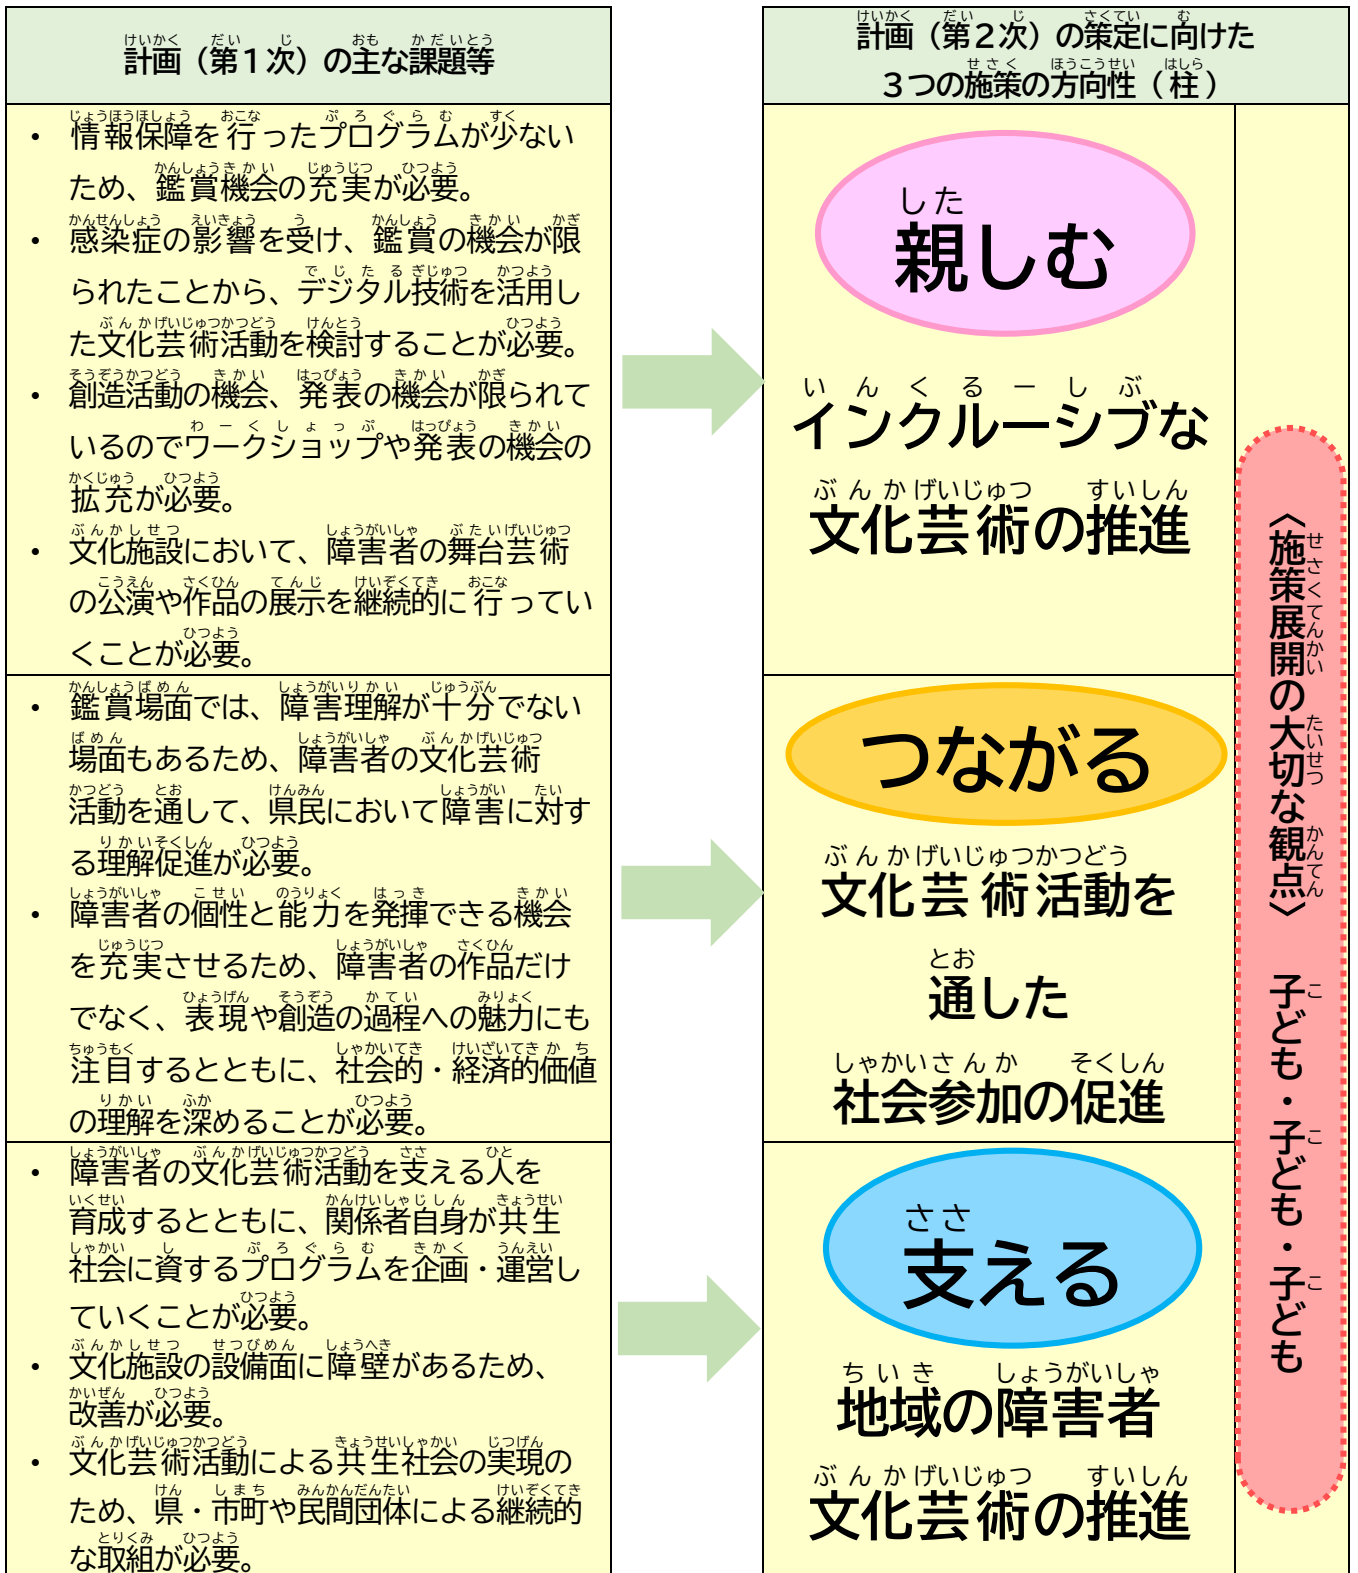 計画（第１次）の主な課題等
・ 情報保障を行ったプログラムが少ない
ため、鑑賞機会の充実が必要。
・ 感染症の影響を受け、鑑賞の機会が限
られたことから、デジタル技術を活用し
た文化芸術活動を検討することが必要。
・ 創造活動の機会、発表の機会が限られて
いるのでワークショップや発表の機会の
拡充が必要。
・ 文化施設において、障害者の舞台芸術
の公演や作品の展示を継続的に行ってい
くことが必要。
・ 鑑賞場面では、障害理解が十分でない
場面もあるため、障害者の文化芸術
活動を通して、県民において障害に対す
る理解促進が必要。
・ 障害者の個性と能力を発揮できる機会
を充実させるため、障害者の作品だけ
でなく、表現や創造の過程への魅力にも
注目するとともに、社会的・経済的価値
の理解を深めることが必要。
・ 障害者の文化芸術活動を支える人を
育成するとともに、関係者自身が共生
社会に資するプログラムを企画・運営し
ていくことが必要。
・ 文化施設の設備面に障壁があるため、
改善が必要。
・ 文化芸術活動による共生社会の実現の
ため、県・市町や民間団体による継続的
な取組が必要。
計画（第２次）の策定に向けた
３つの施策の方向性（柱）
親しむ
インクルーシブな
文化芸術の推進
つながる
文化芸術活動を
通した
社会参加の促進
支える
地域の障害者
文化芸術の推進
〈施策展開の大切な観点〉 子ども・子ども・子ども